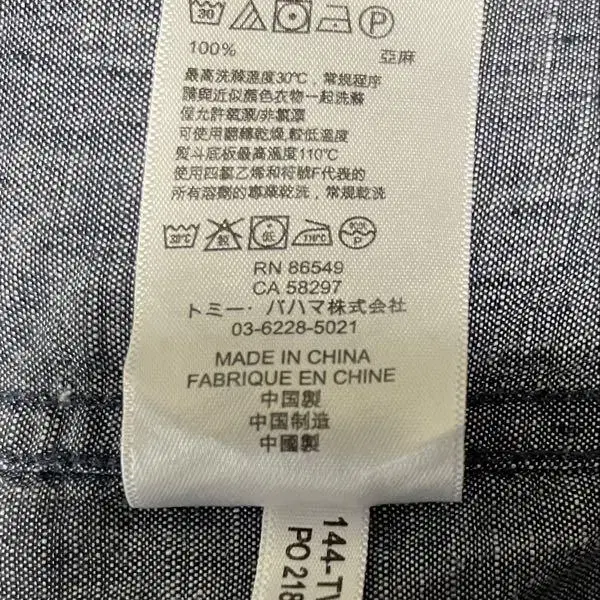 30
100% 亞麻
最高洗滌溫度30℃，常規程序
請與近似顏色衣物一起洗滌
僅允許氧漂/非氯漂
可使用翻轉乾燥,較低溫度
熨斗底板最高溫度110℃
使用四氯乙烯和符號F代表的
所有溶劑的專業乾洗，常規乾洗
30℃ 低 110℃ P
RN 86549
CA 58297
トミー・バハマ株式会社
03-6228-5021
MADE IN CHINA
FABRIQUE EN CHINE
中国製
中国制造
中國製
144-TV
PO 218